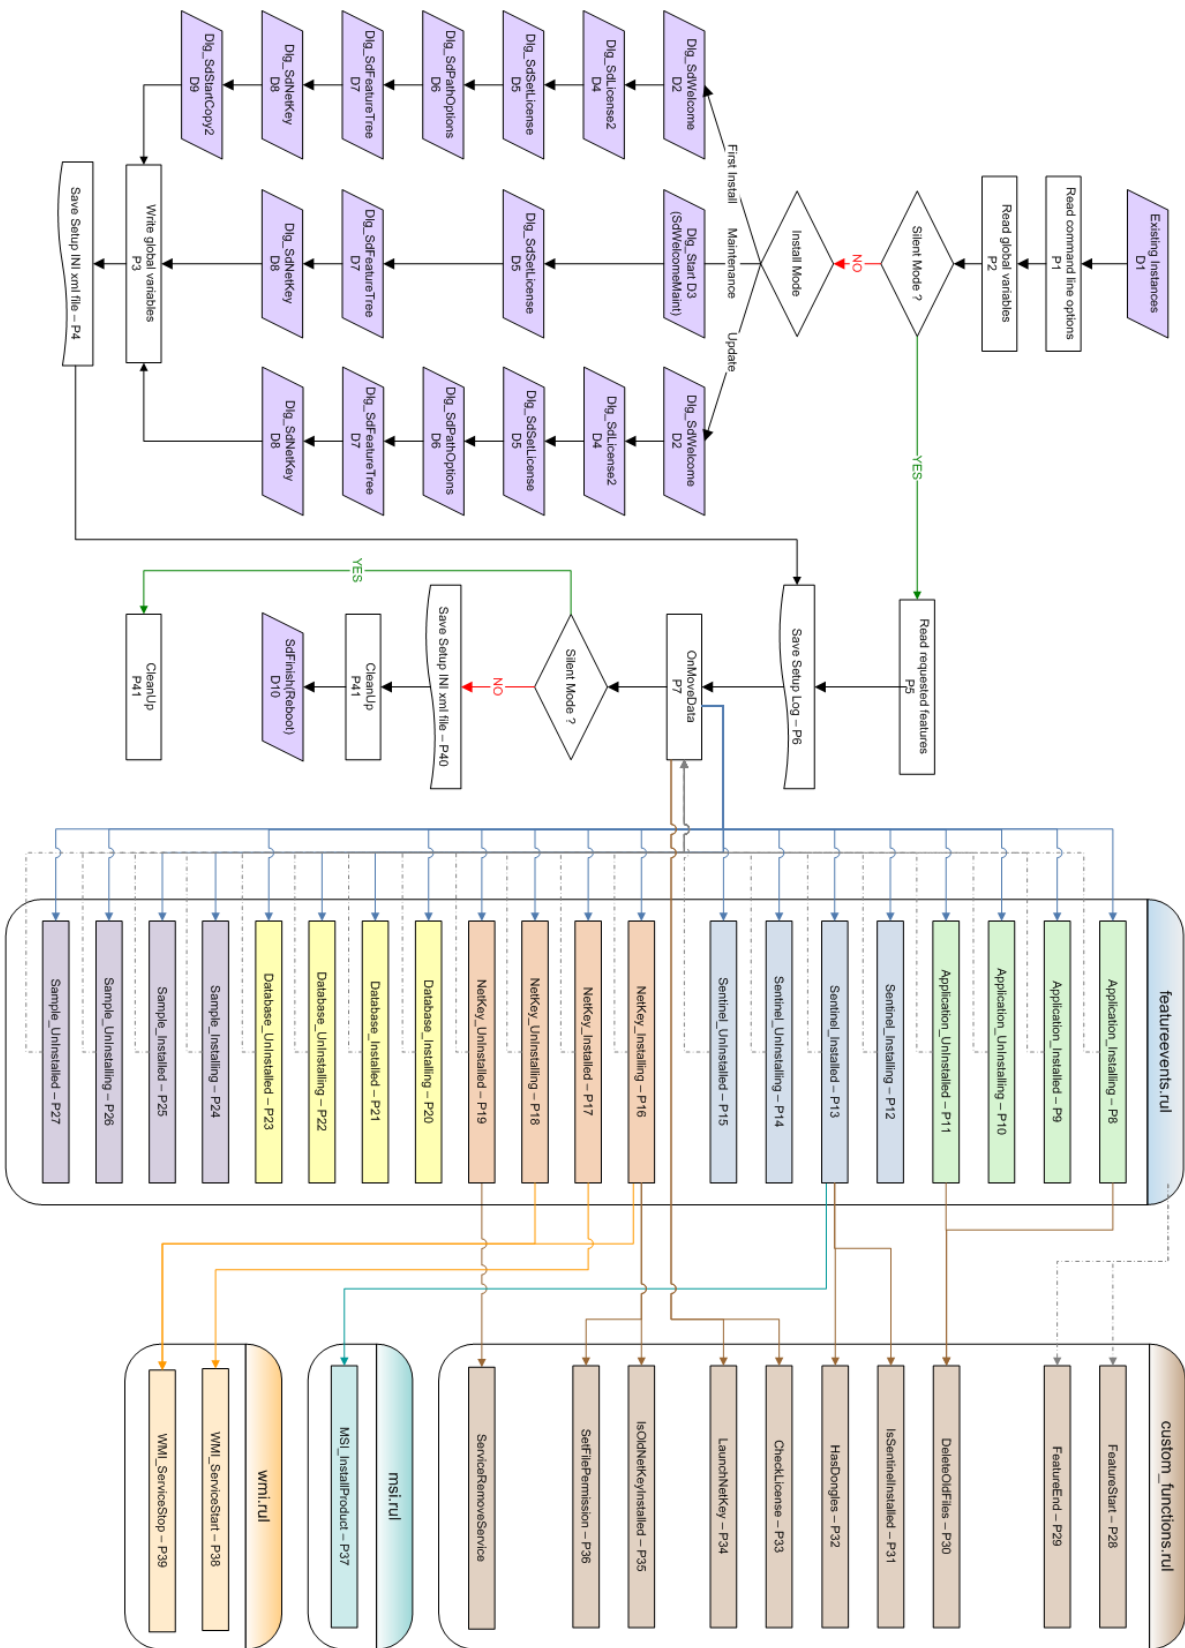 Existing Instances
D1
Read command line options
P1
Read global variables
P2
Silent Mode ?
NO
YES
Install Mode
First Install
Maintenance
Update
Dlg_SdWelcome
D2
Dlg_SdLicense2
D4
Dlg_SdSetLicense
D5
Dlg_SdPathOptions
D6
Dlg_SdFeatureTree
D7
Dlg_SdNetKey
D8
Dlg_SdStartCopy2
D9
Dlg_Start D3
(SdWelcomeMaint)
Dlg_SdSetLicense
D5
Dlg_SdFeatureTree
D7
Dlg_SdNetKey
D8
Dlg_SdWelcome
D2
Dlg_SdLicense2
D4
Dlg_SdSetLicense
D5
Dlg_SdPathOptions
D6
Dlg_SdFeatureTree
D7
Dlg_SdNetKey
D8
Write global variables
P3
Save Setup INI xml file – P4
Read requested features
P5
Save Setup Log – P6
OnMoveData
P7
Silent Mode ?
NO
YES
Save Setup INI xml file – P40
CleanUp
P41
SdFinish(Reboot)
D10
CleanUp
P41
featureevents.rul
Application_Installing – P8
Application_Installed – P9
Application_UnInstalling – P10
Application_UnInstalled – P11
Sentinel_Installing – P12
Sentinel_Installed – P13
Sentinel_UnInstalling – P14
Sentinel_UnInstalled – P15
NetKey_Installing – P16
NetKey_Installed – P17
NetKey_UnInstalling – P18
NetKey_UnInstalled – P19
Database_Installing – P20
Database_Installed – P21
Database_UnInstalling – P22
Database_UnInstalled – P23
Sample_Installing – P24
Sample_Installed – P25
Sample_UnInstalling – P26
Sample_UnInstalled – P27
custom_functions.rul
FeatureStart – P28
FeatureEnd – P29
DeleteOldFiles – P30
IsSentinelInstalled – P31
HasDongles – P32
CheckLicense – P33
LaunchNetKey – P34
IsOldNetKeyInstalled – P35
SetFilePermission – P36
ServiceRemoveService
msi.rul
MSI_InstallProduct – P37
wmi.rul
WMI_ServiceStart – P38
WMI_ServiceStop – P39